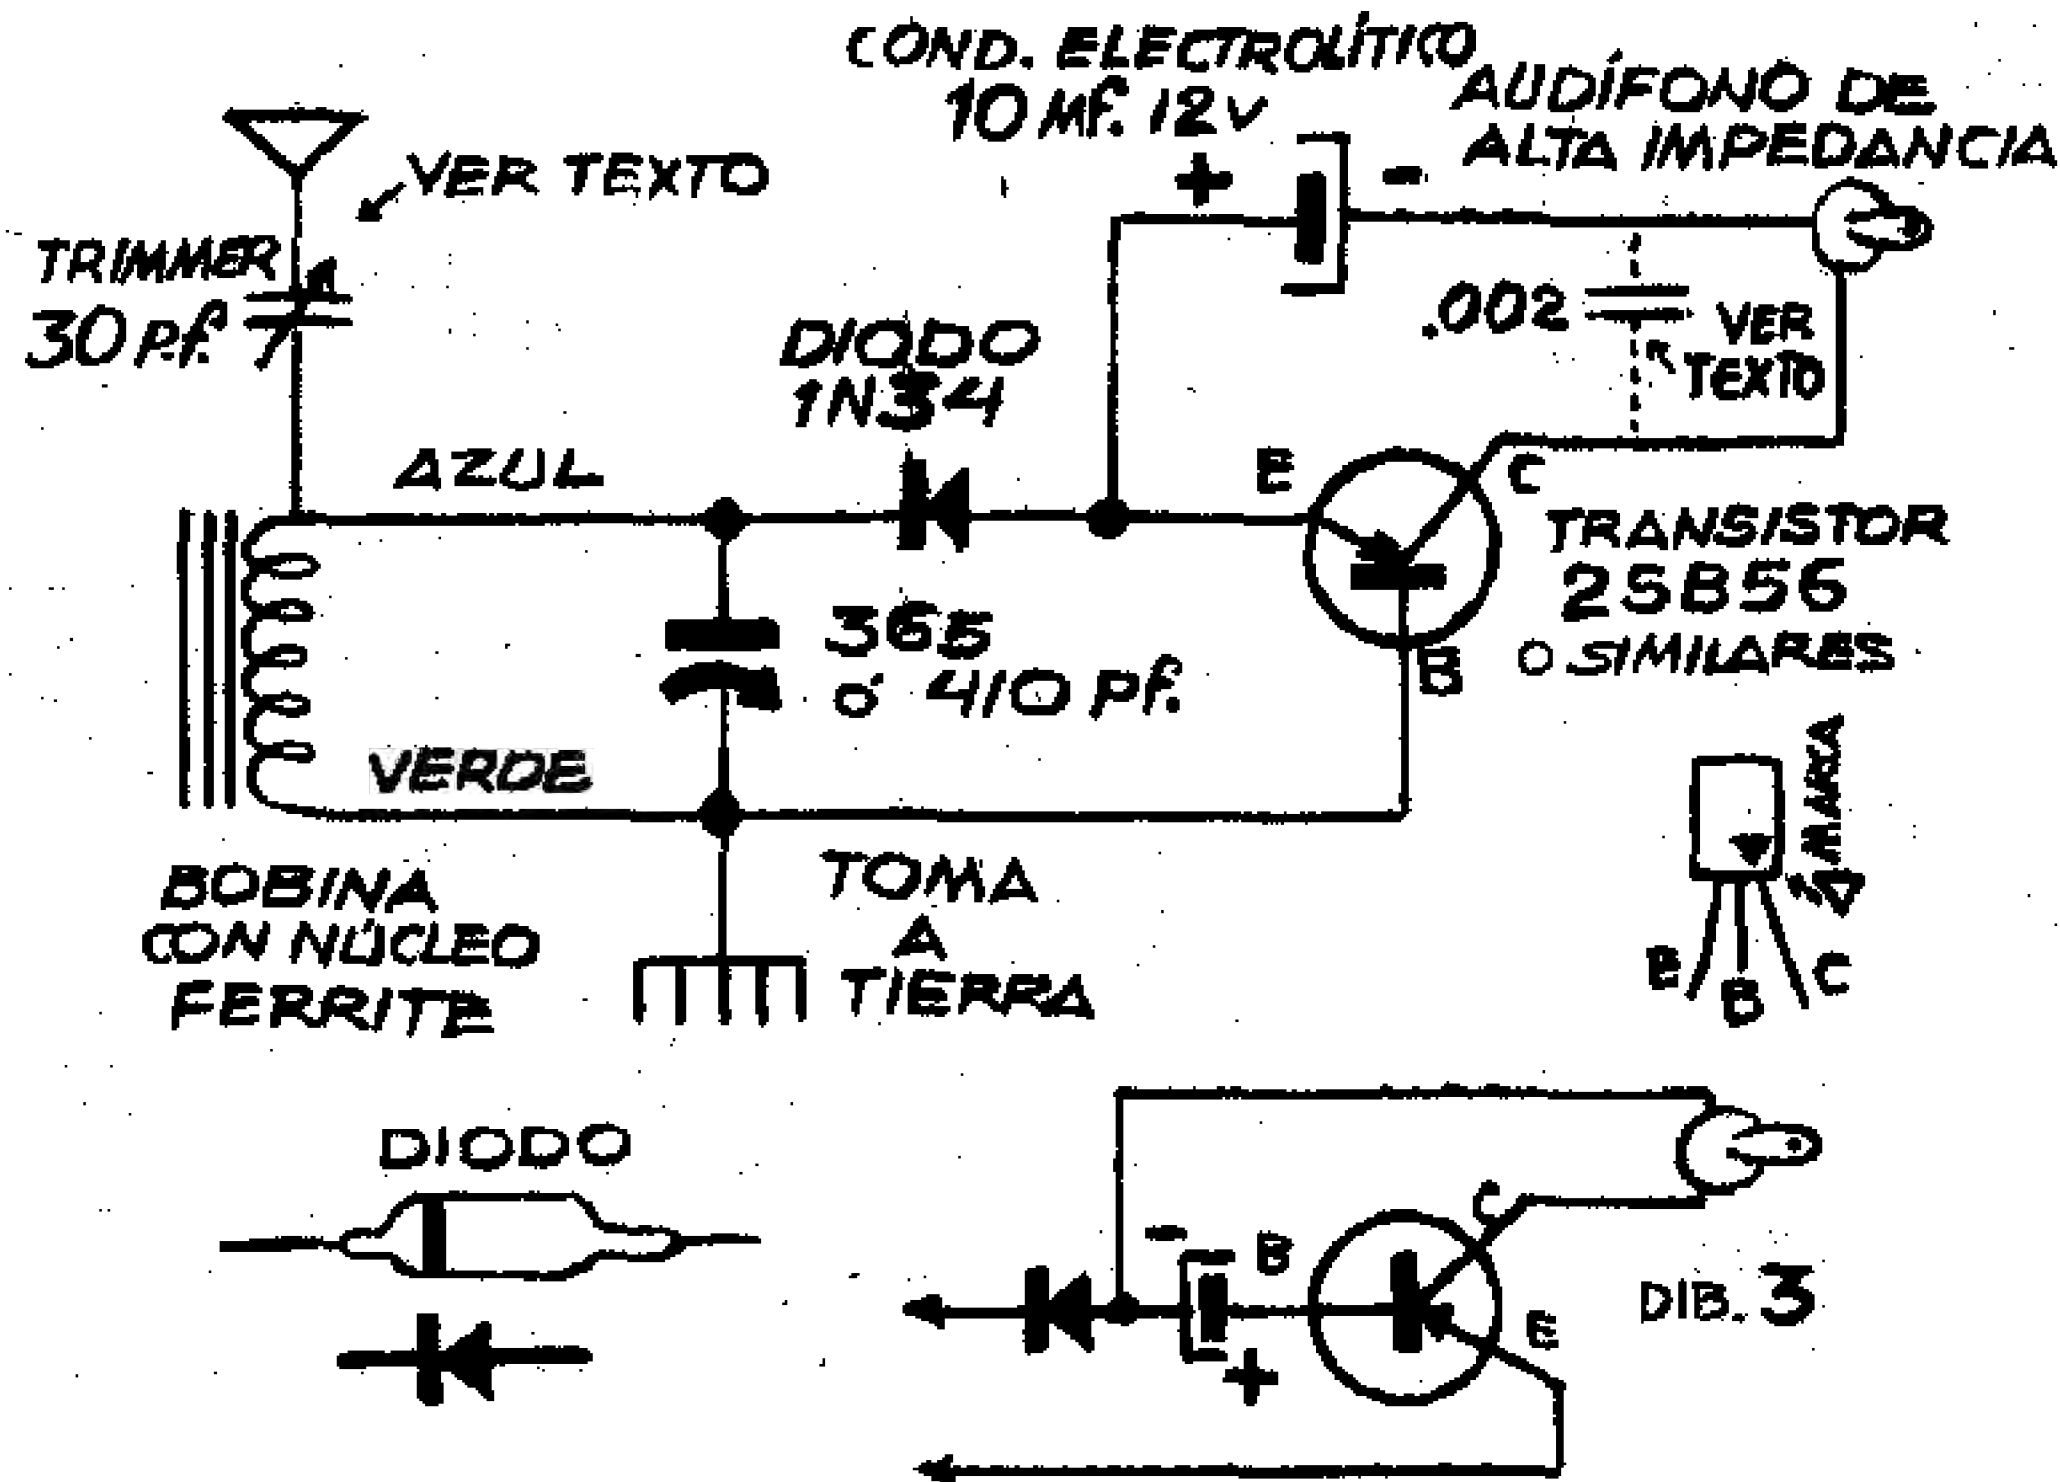 COND. ELECTROLÍTICO
10 Mf. 12 V
AUDÍFONO DE
ALTA IMPEDANCIA
+
-
VER TEXTO
TRIMMER
30 Pf.
.002
VER
TEXTO
DIODO
1N34
AZUL
E
C
B
TRANSISTOR
2SB56
O SIMILARES
365
ó 410 Pf.
VERDE
BOBINA
CON NÚCLEO
FERRITE
TOMA
A
TIERRA
MARCA
E
B
C
DIODO
-
+
B
C
E
DIB. 3